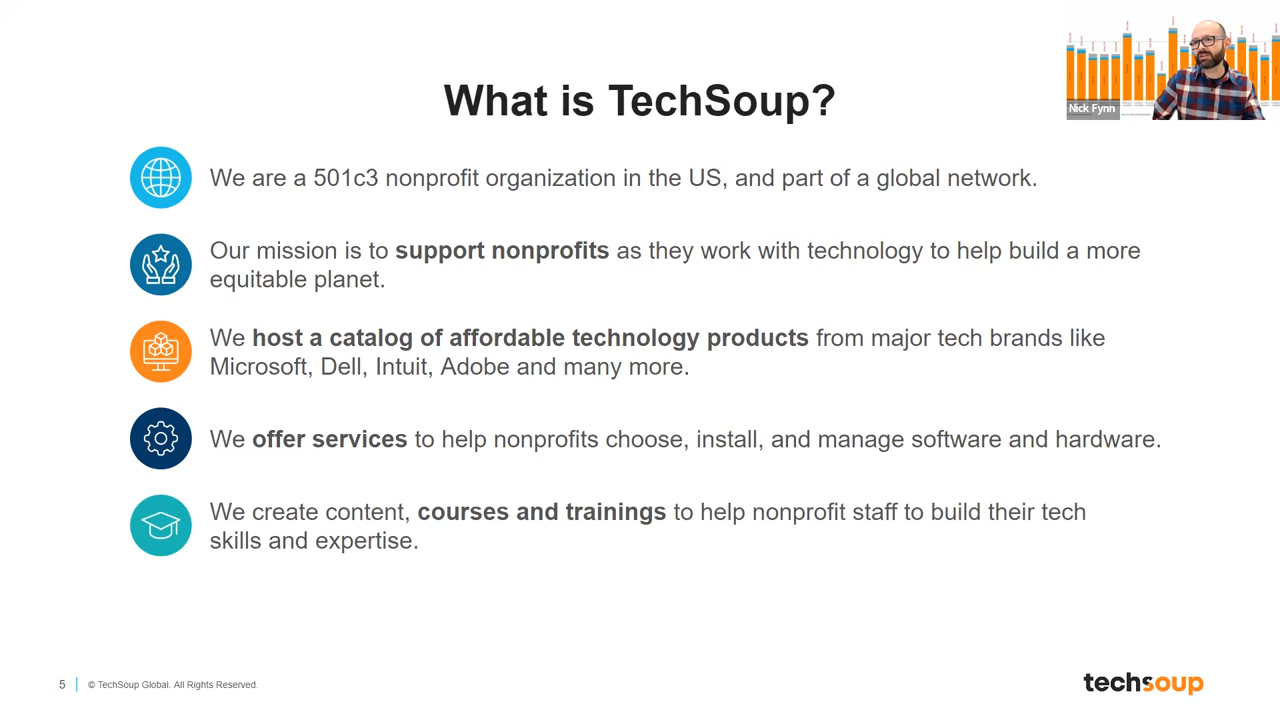 What is TechSoup?
Nick Fynn
We are a 501c3 nonprofit organization in the US, and part of a global network.
Our mission is to support nonprofits as they work with technology to help build a more
equitable planet.
We host a catalog of affordable technology products from major tech brands like
Microsoft, Dell, Intuit, Adobe and many more.
We offer services to help nonprofits choose, install, and manage software and hardware.
We create content, courses and trainings to help nonprofit staff to build their tech
skills and expertise.
5
© TechSoup Global. All Rights Reserved.
techsoup